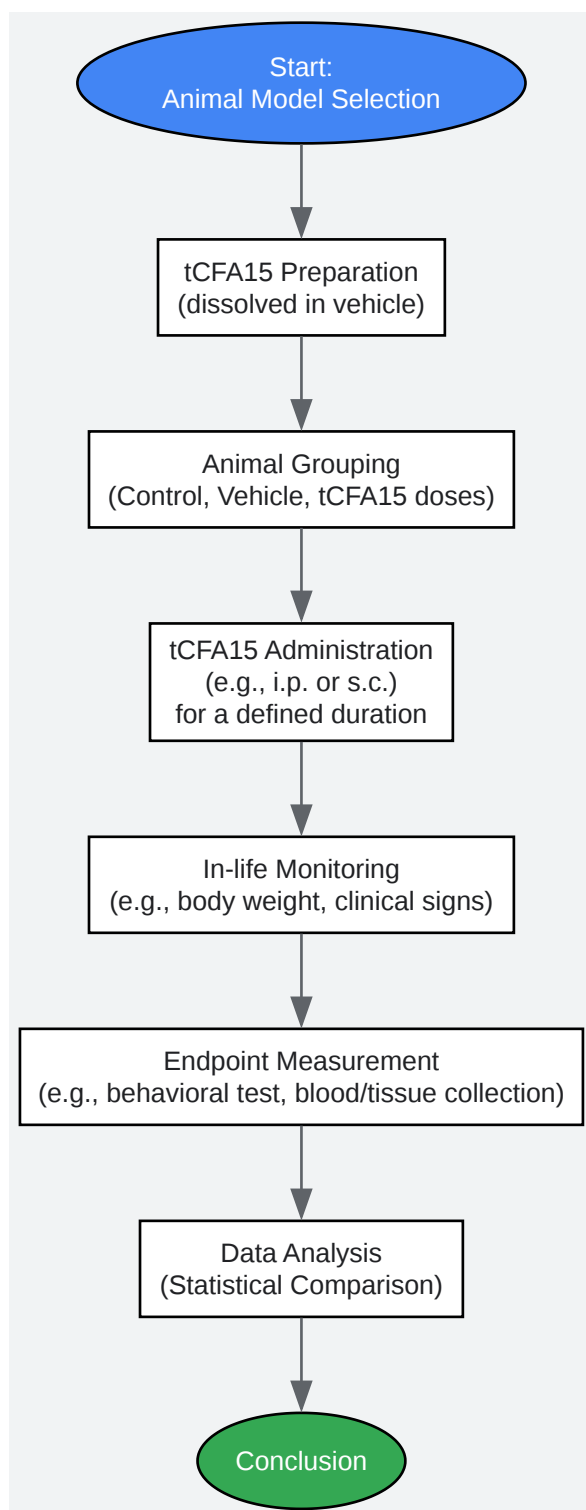 Start:
Animal Model Selection
tCFA15 Preparation
(dissolved in vehicle)
Animal Grouping
(Control, Vehicle, tCFA15 doses)
tCFA15 Administration
(e.g., i.p. or s.c.)
for a defined duration
In-life Monitoring
(e.g., body weight, clinical signs)
Endpoint Measurement
(e.g., behavioral test, blood/tissue collection)
Data Analysis
(Statistical Comparison)
Conclusion